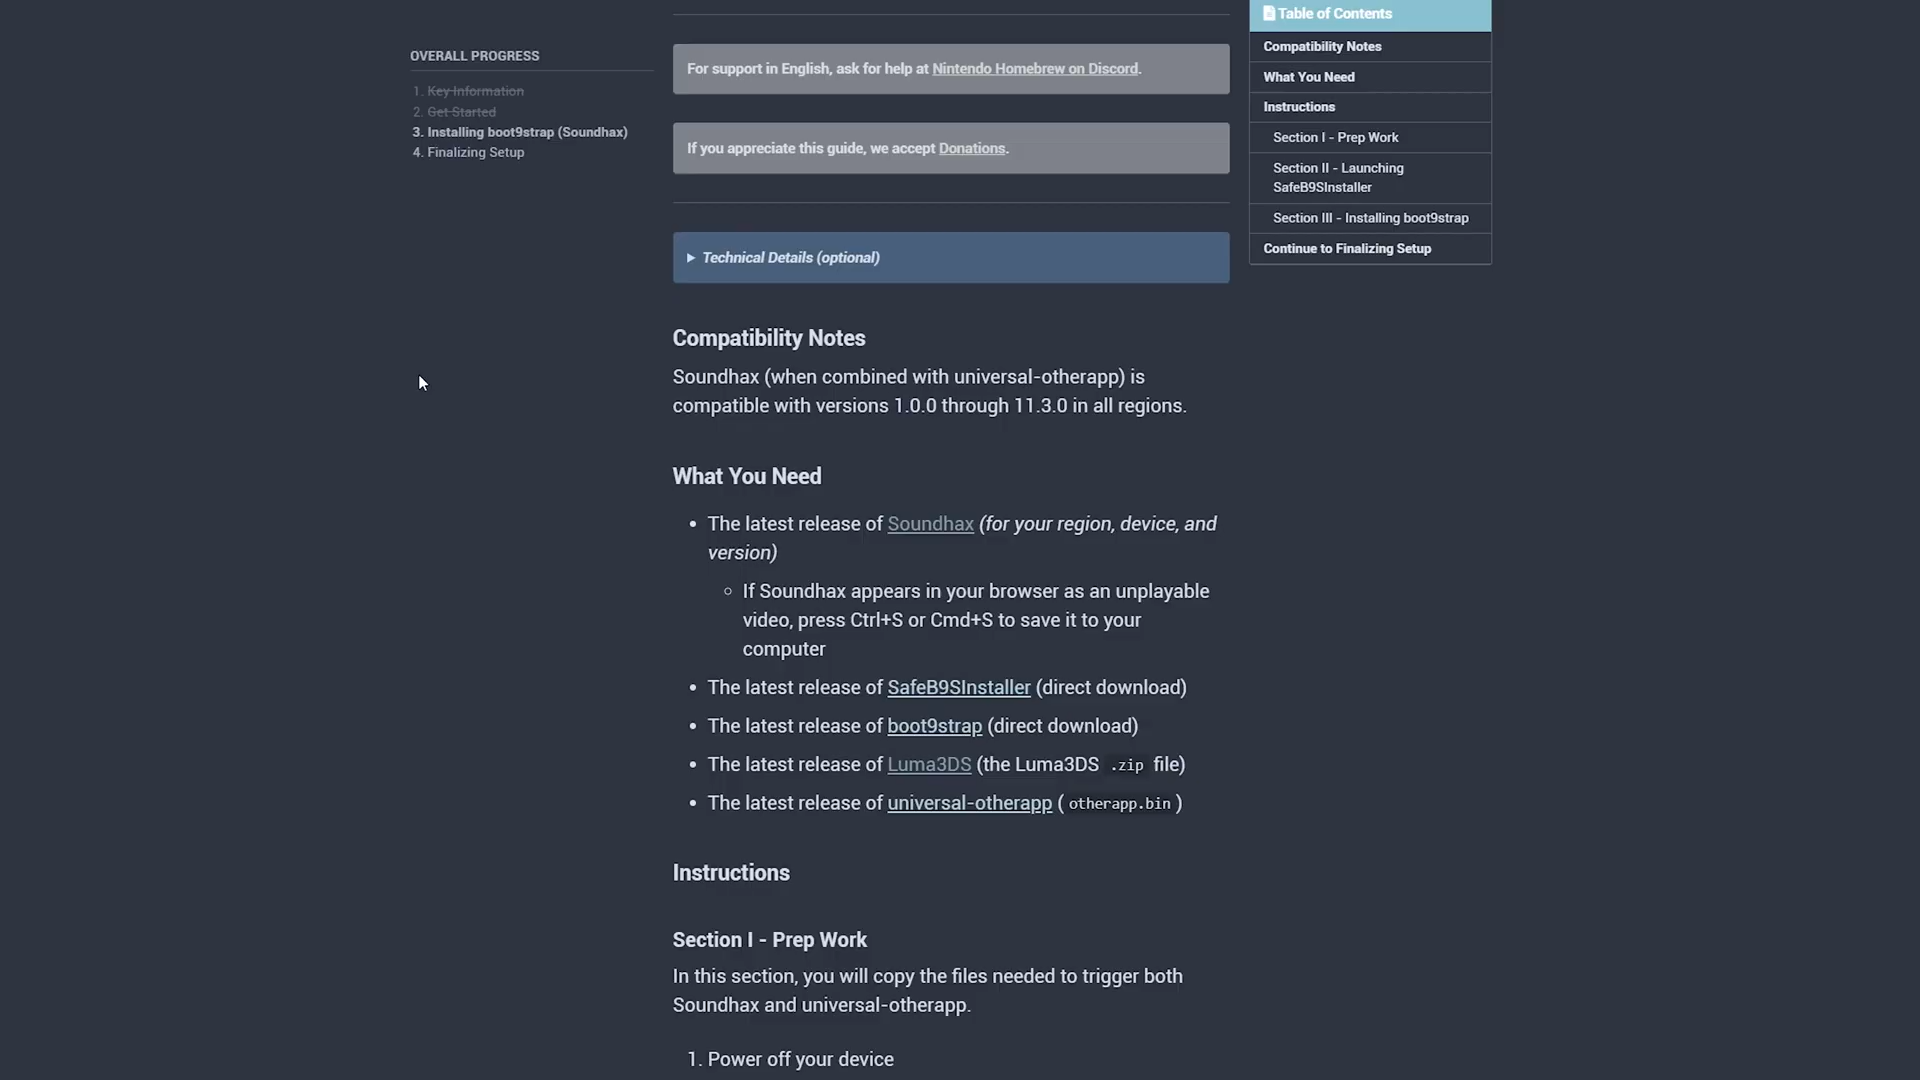 OVERALL PROGRESS
1. Key Information
2. Get Started
3. Installing boot9strap (Soundhax)
4. Finalizing Setup
For support in English, ask for help at Nintendo Homebrew on Discord.
If you appreciate this guide, we accept Donations.
Technical Details (optional)
Compatibility Notes
Soundhax (when combined with universal-otherapp) is
compatible with versions 1.0.0 through 11.3.0 in all regions.
What You Need
• The latest release of Soundhax (for your region, device, and
version)
If Soundhax appears in your browser as an unplayable
video, press Ctrl+S or Cmd+S to save it to your
computer
• The latest release of SafeB9SInstaller (direct download)
• The latest release of boot9strap (direct download)
• The latest release of Luma3DS (the Luma3DS .zip file)
• The latest release of universal-otherapp ( otherapp.bin )
Instructions
Section I - Prep Work
In this section, you will copy the files needed to trigger both
Soundhax and universal-otherapp.
1. Power off your device
Table of Contents
Compatibility Notes
What You Need
Instructions
Section I - Prep Work
Section II - Launching
SafeB9SInstaller
Section III - Installing boot9strap
Continue to Finalizing Setup